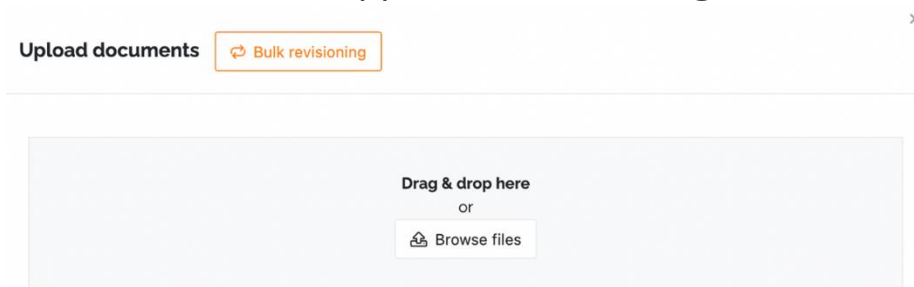 Upload documents
Bulk revisioning
Drag & drop here
or
Browse files